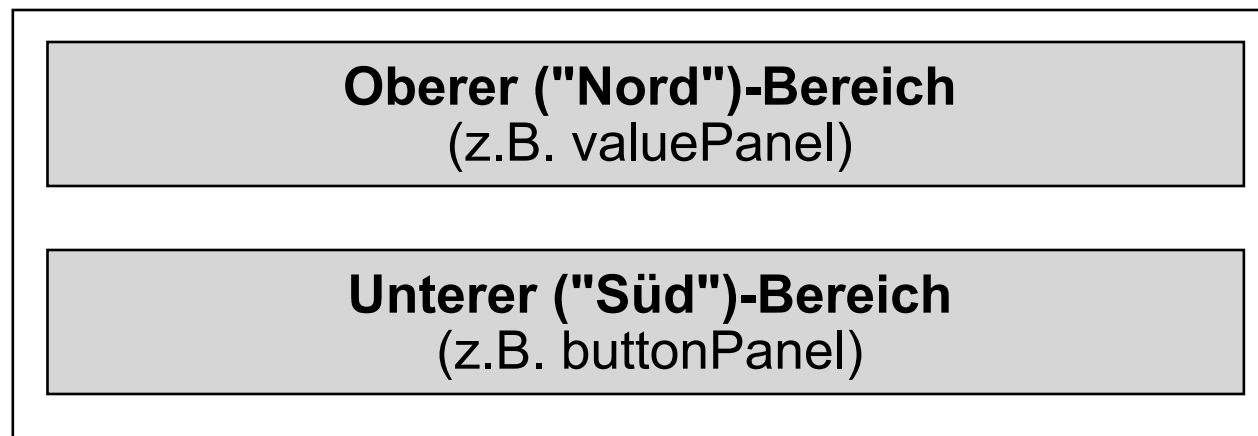 Oberer ("Nord")-Bereich
(z.B. valuePanel)
Unterer ("Süd")-Bereich
(z.B. buttonPanel)